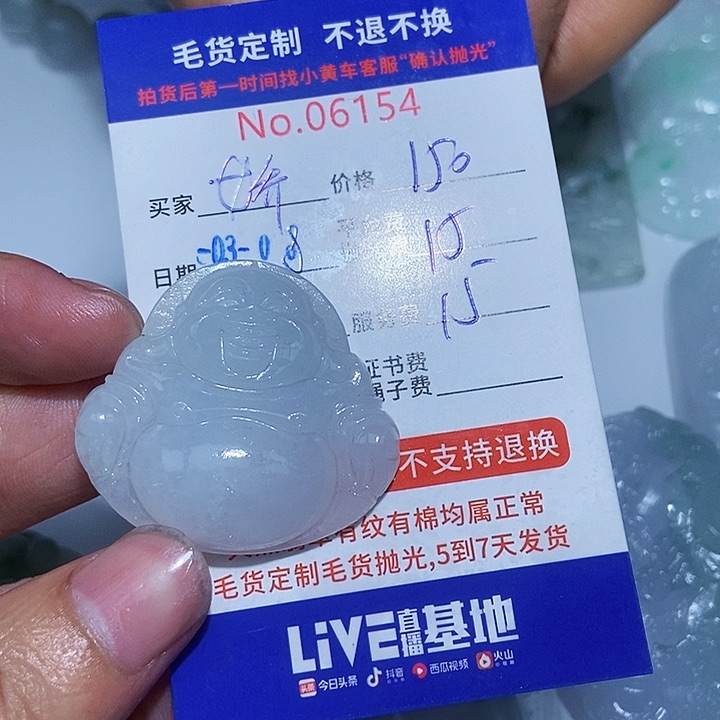 毛货定制 不退不换
拍货后第一时间找小黄车客服“确认抛光”
No.06154
买家
价格 150
日期 -03-08
15
服务费 15
证书费
绳子费
不支持退换
有纹有棉均属正常
毛货定制毛货抛光,5到7天发货
LiVE直播基地
头条 今日头条 抖音 西瓜视频 火山